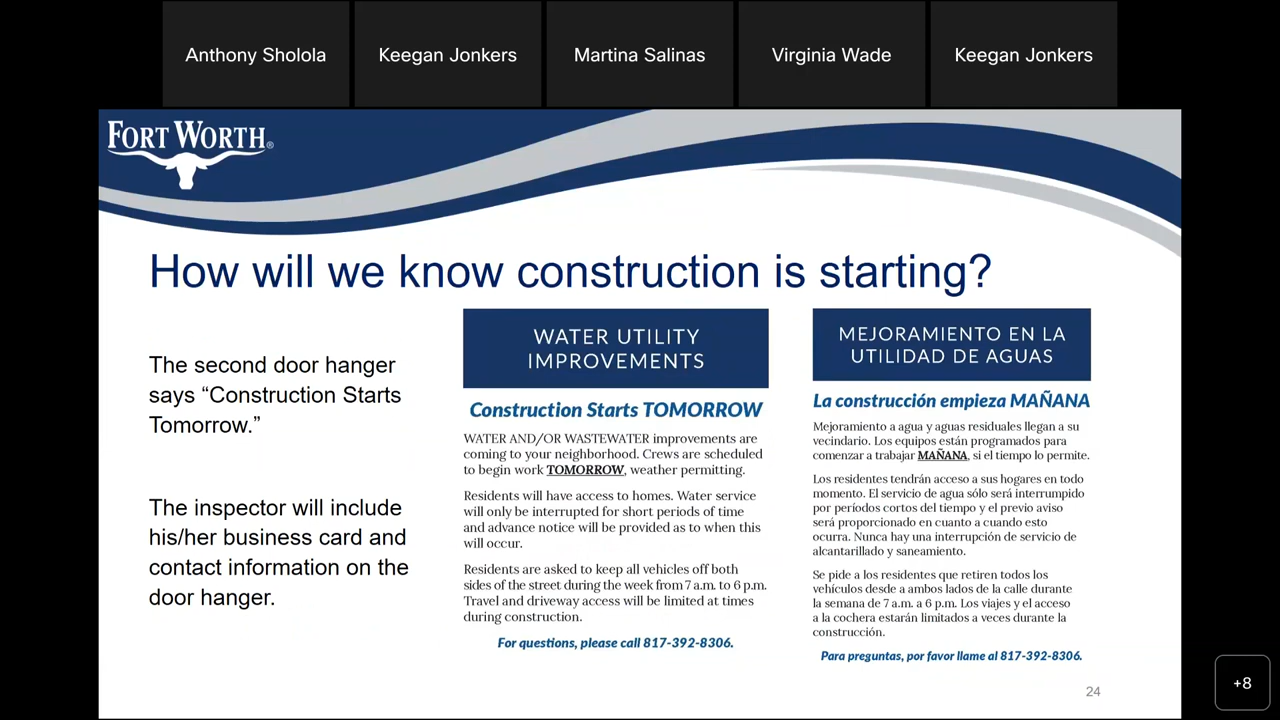 Anthony Sholola
Keegan Jonkers
Martina Salinas
Virginia Wade
Keegan Jonkers
FORT WORTH®
How will we know construction is starting?
The second door hanger
says “Construction Starts
Tomorrow.”
The inspector will include
his/her business card and
contact information on the
door hanger.
WATER UTILITY
IMPROVEMENTS
Construction Starts TOMORROW
WATER AND/OR WASTEWATER improvements are
coming to your neighborhood. Crews are scheduled
to begin work TOMORROW, weather permitting.
Residents will have access to homes. Water service
will only be interrupted for short periods of time
and advance notice will be provided as to when this
will occur.
Residents are asked to keep all vehicles off both
sides of the street during the week from 7 a.m. to 6 p.m.
Travel and driveway access will be limited at times
during construction.
For questions, please call 817-392-8306.
MEJORAMIENTO EN LA
UTILIDAD DE AGUAS
La construcción empieza MAÑANA
Mejoramiento a agua y aguas residuales llegan a su
vecindario. Los equipos están programados para
comenzar a trabajar MAÑANA, si el tiempo lo permite.
Los residentes tendrán acceso a sus hogares en todo
momento. El servicio de agua sólo será interrumpido
por períodos cortos del tiempo y el previo aviso
será proporcionado en cuanto a cuando esto
ocurra. Nunca hay una interrupción de servicio de
alcantarillado y saneamiento.
Se pide a los residentes que retiren todos los
vehículos desde a ambos lados de la calle durante
la semana de 7 a.m. a 6 p.m. Los viajes y el acceso
a la cochera estarán limitados a veces durante la
construcción.
Para preguntas, por favor llame al 817-392-8306.
24
+8